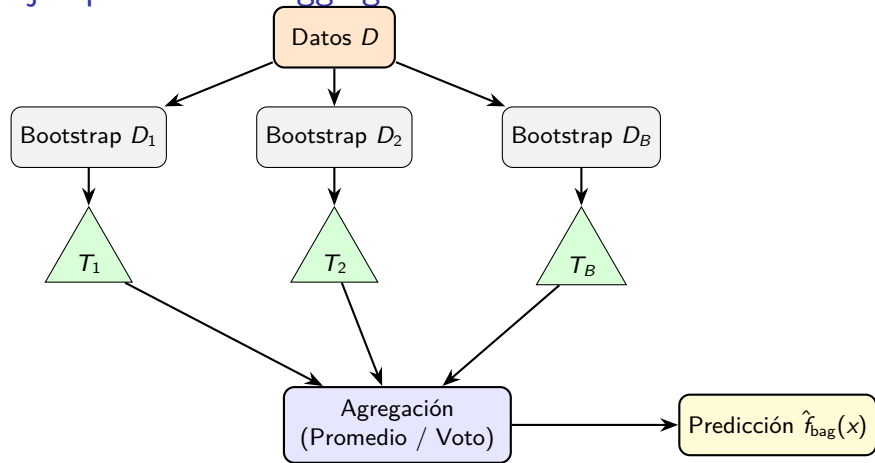 Datos D
Bootstrap D₁
Bootstrap D₂
Bootstrap D_B
T₁
T₂
T_B
Agregación
(Promedio / Voto)
Predicción f̂_bag(x)